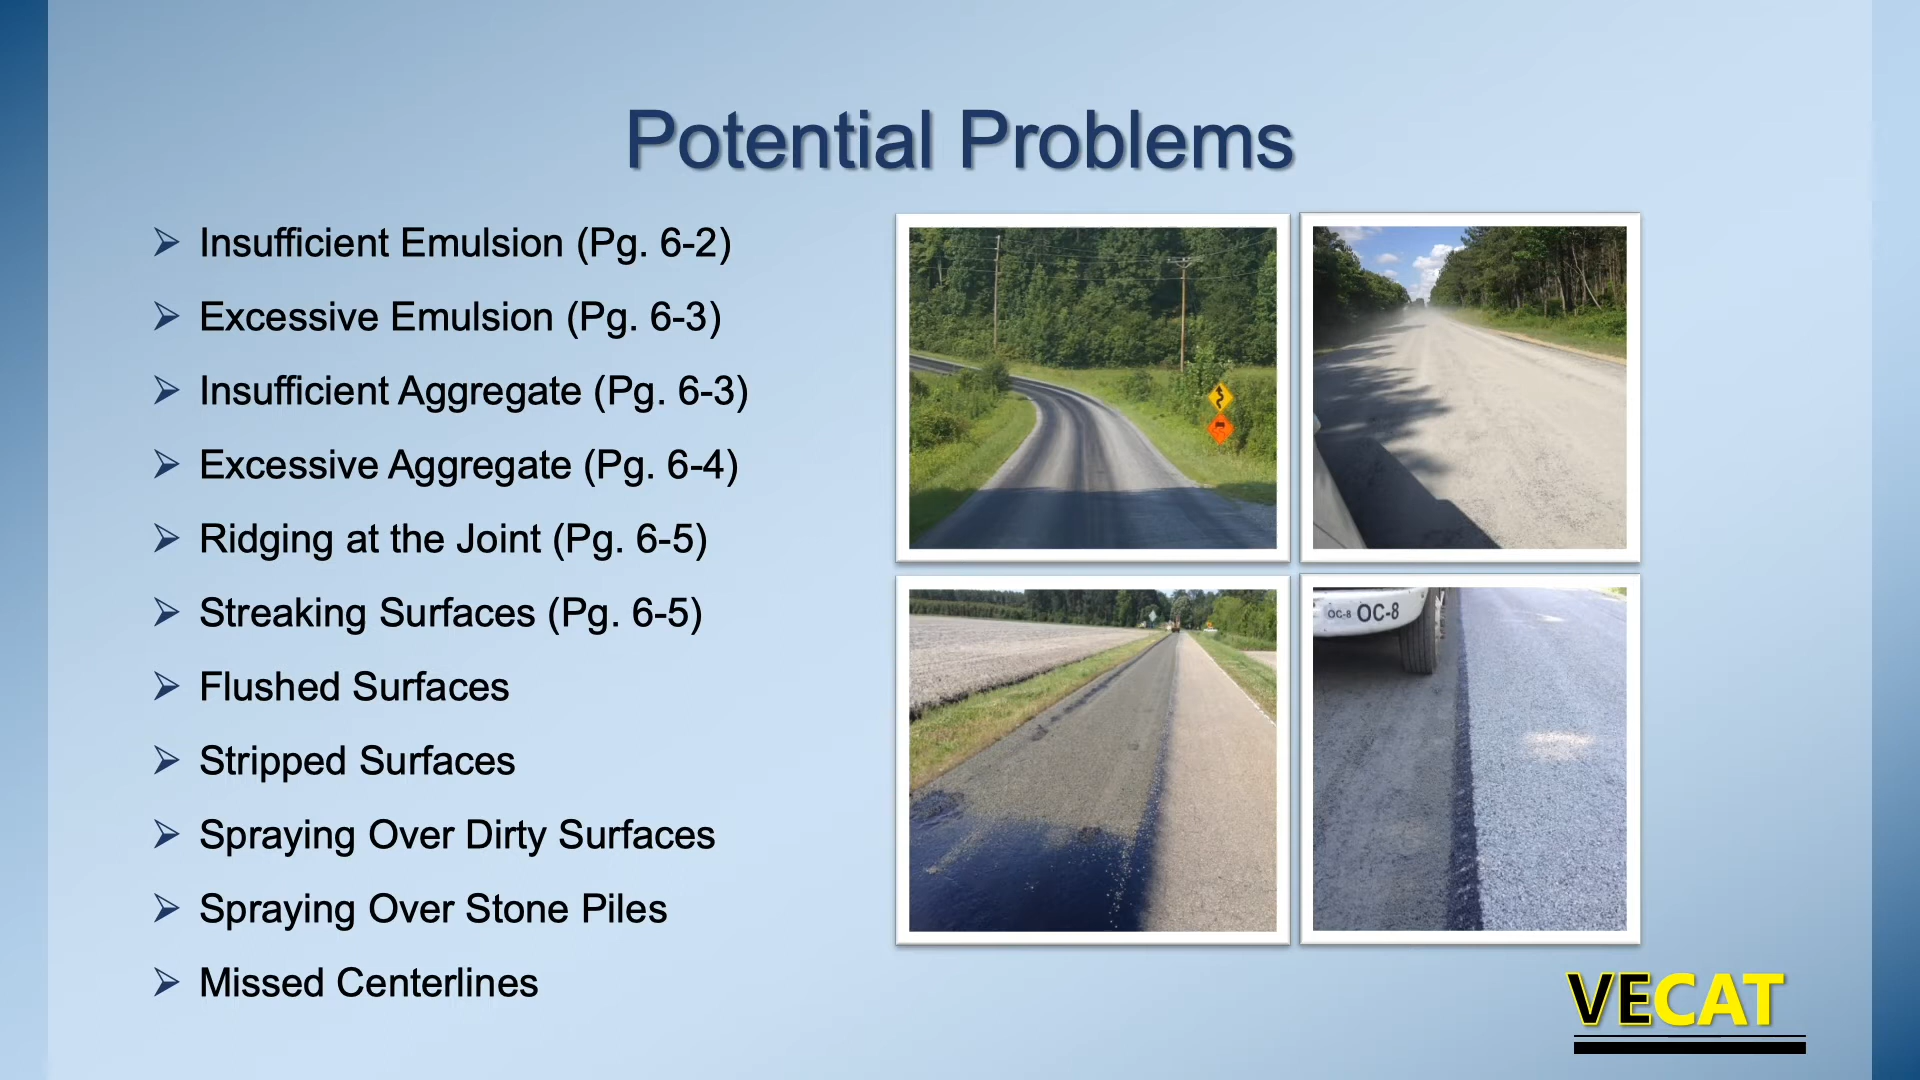 Potential Problems
Insufficient Emulsion (Pg. 6-2)
Excessive Emulsion (Pg. 6-3)
Insufficient Aggregate (Pg. 6-3)
Excessive Aggregate (Pg. 6-4)
Ridging at the Joint (Pg. 6-5)
Streaking Surfaces (Pg. 6-5)
Flushed Surfaces
Stripped Surfaces
Spraying Over Dirty Surfaces
Spraying Over Stone Piles
Missed Centerlines
OC-8 OC-8
VECAT